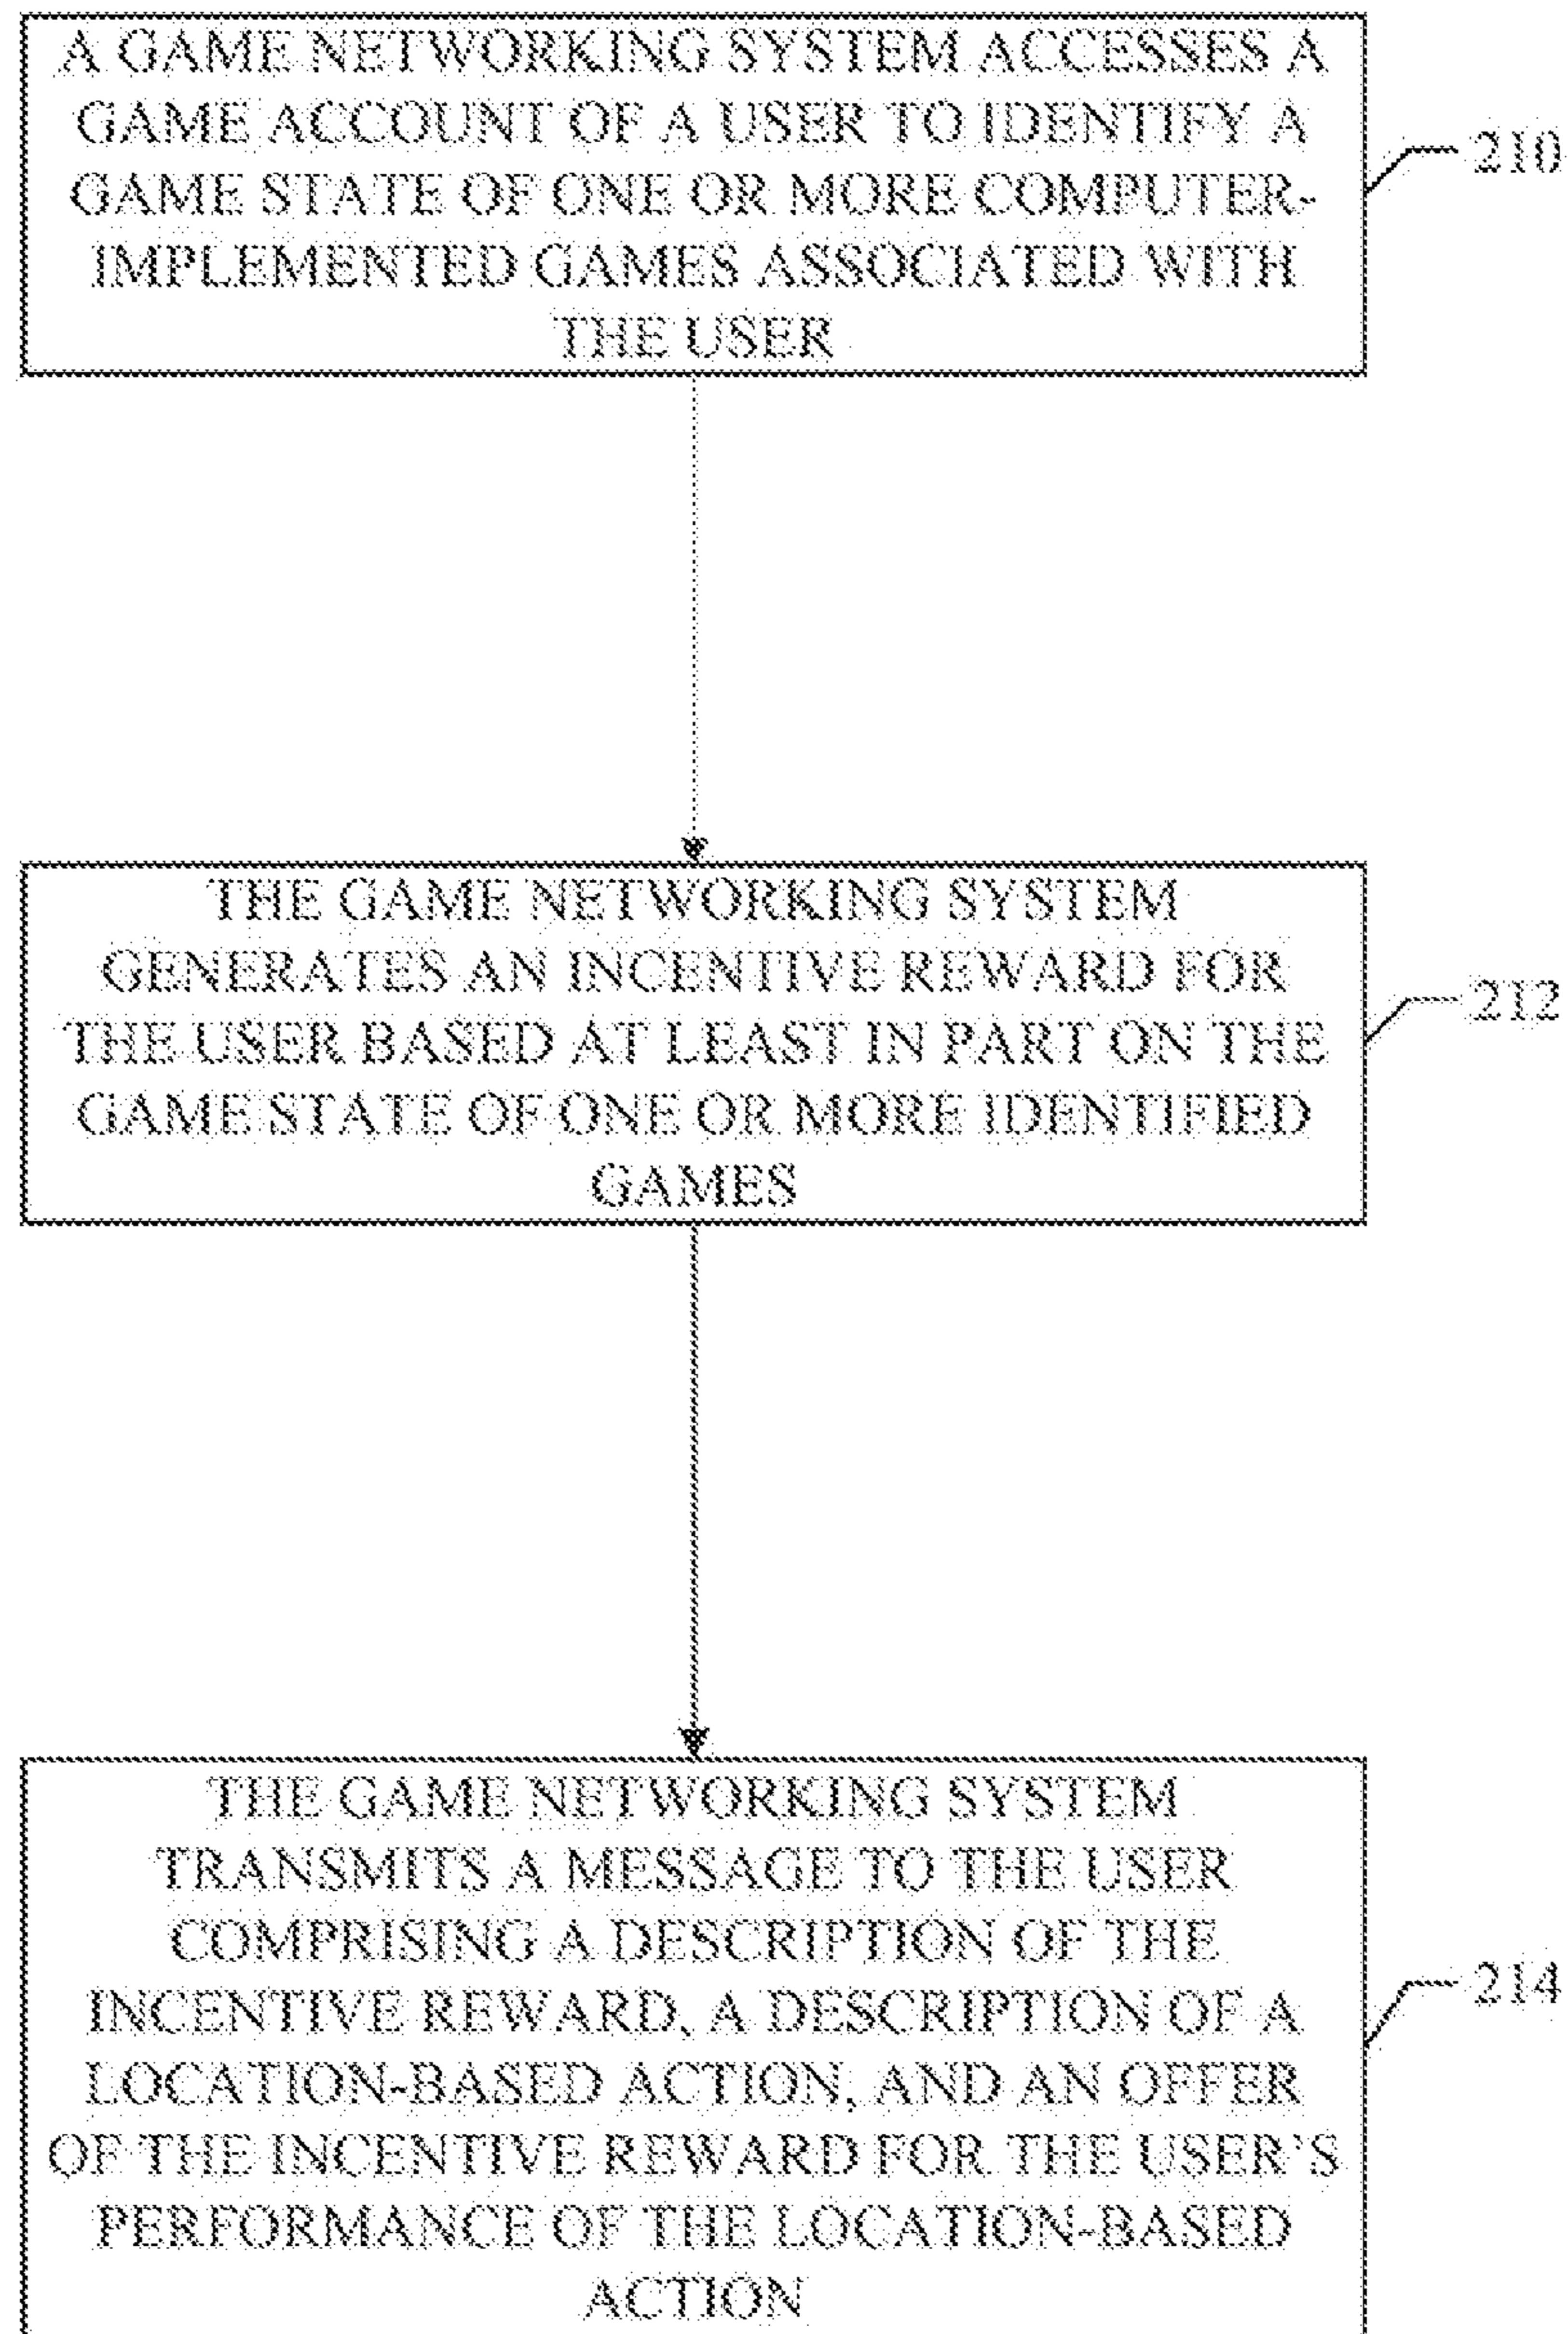 A GAME NETWORKING SYSTEM ACCESSES A
GAME ACCOUNT OF A USER TO IDENTIFY A
GAME STATE OF ONE OR MORE COMPUTER-
IMPLEMENTED GAMES ASSOCIATED WITH
THE USER
210
THE GAME NETWORKING SYSTEM
GENERATES AN INCENTIVE REWARD FOR
THE USER BASED AT LEAST IN PART ON THE
GAME STATE OF ONE OR MORE IDENTIFIED
GAMES
212
THE GAME NETWORKING SYSTEM
TRANSMITS A MESSAGE TO THE USER
COMPRISING A DESCRIPTION OF THE
INCENTIVE REWARD, A DESCRIPTION OF A
LOCATION-BASED ACTION, AND AN OFFER
OF THE INCENTIVE REWARD FOR THE USER'S
PERFORMANCE OF THE LOCATION-BASED
ACTION
214